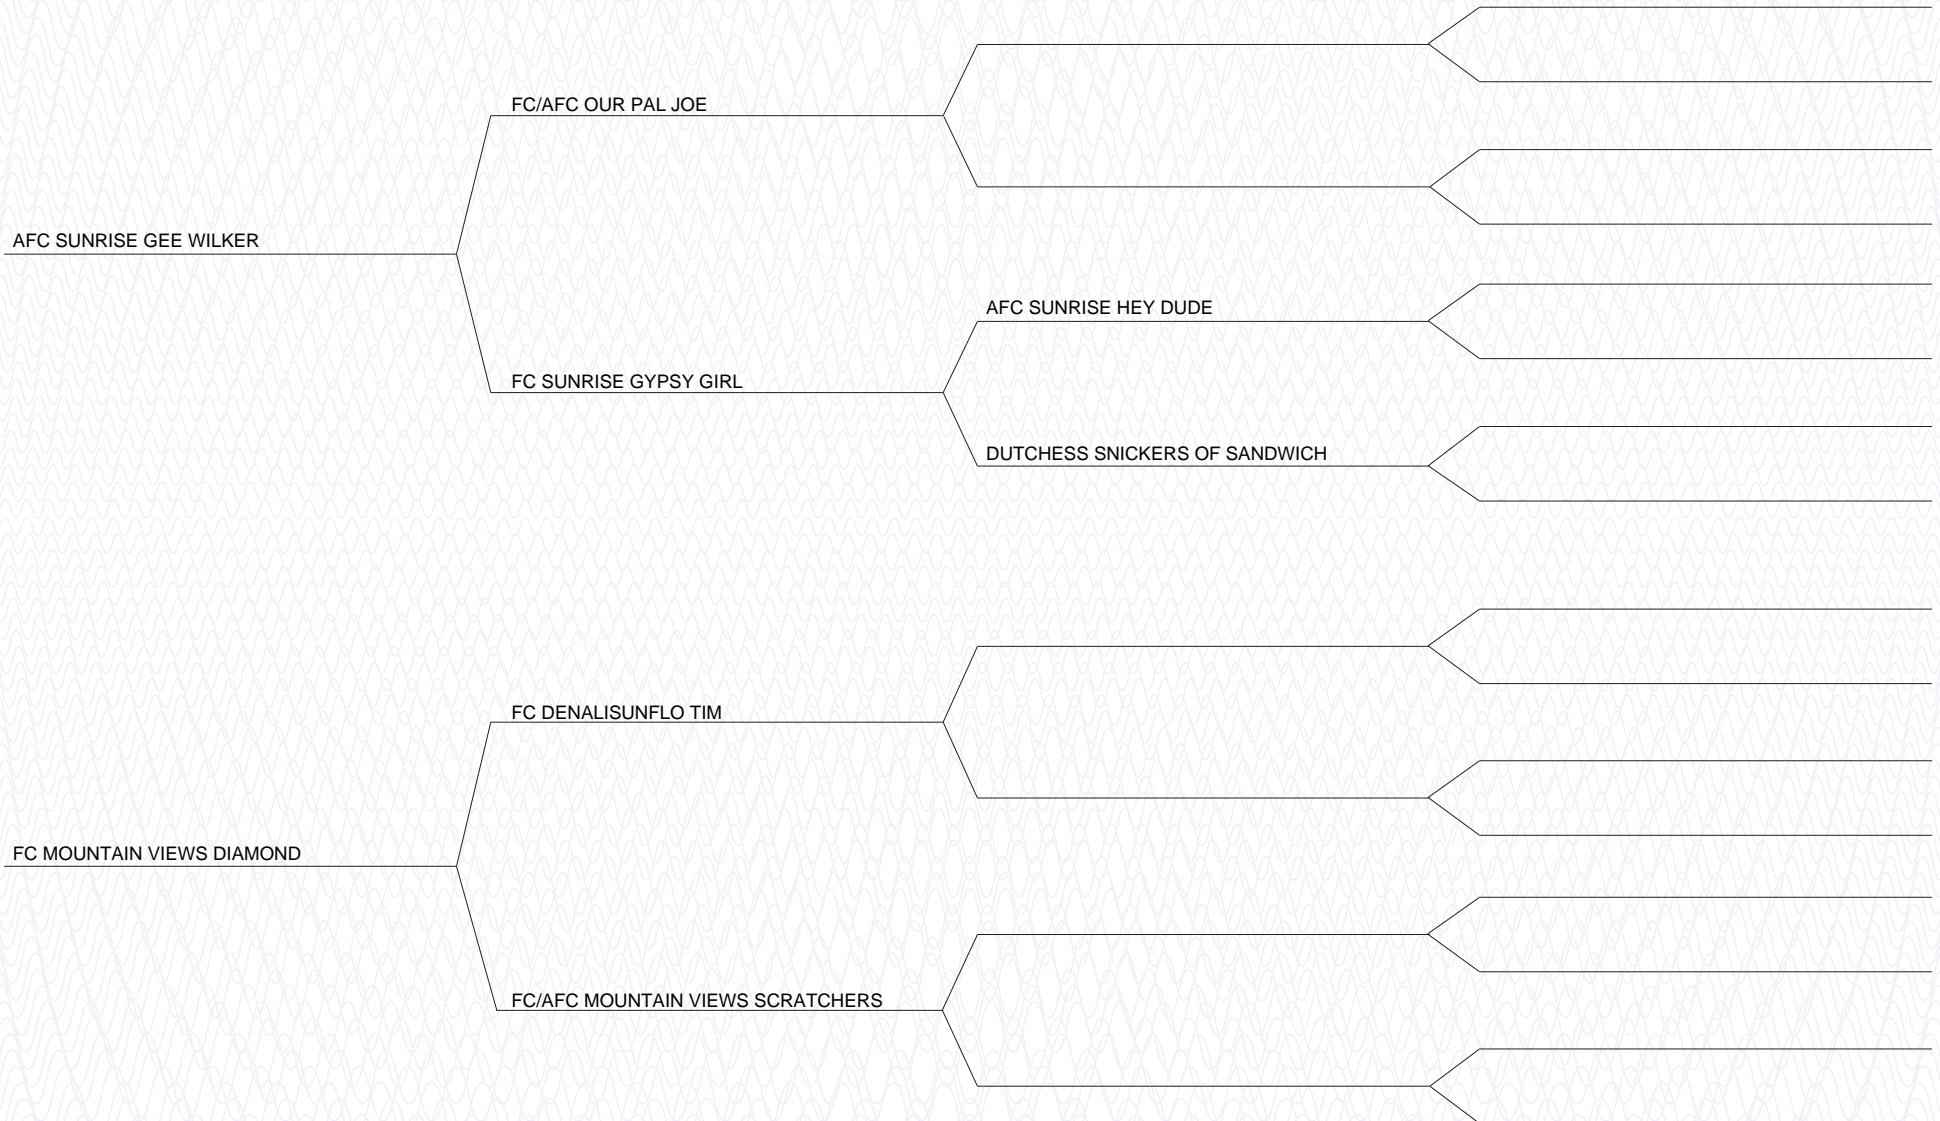 FC/AFC OUR PAL JOE
AFC SUNRISE GEE WILKER
AFC SUNRISE HEY DUDE
FC SUNRISE GYPSY GIRL
DUTCHESS SNICKERS OF SANDWICH
FC DENALISUNFLO TIM
FC MOUNTAIN VIEWS DIAMOND
FC/AFC MOUNTAIN VIEWS SCRATCHERS